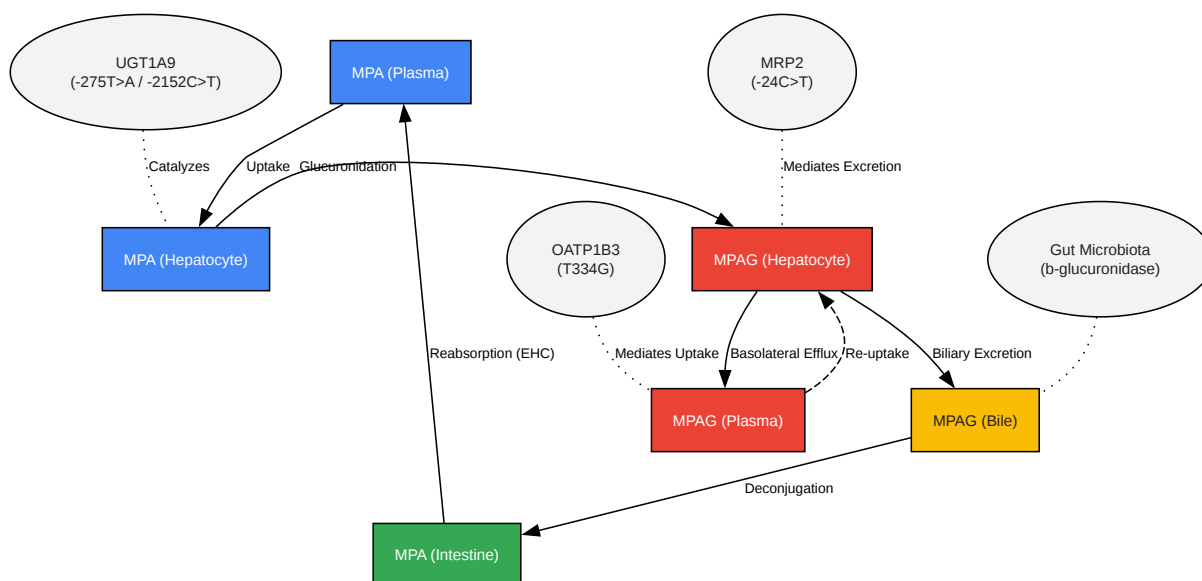 UGT1A9
(-275T>A / -2152C>T)
MPA (Plasma)
MRP2
(-24C>T)
Catalyzes
Uptake
Glucuronidation
Mediates Excretion
MPA (Hepatocyte)
OATP1B3
(T334G)
MPAG (Hepatocyte)
Gut Microbiota
(b-glucuronidase)
Reabsorption (EHC)
Mediates Uptake
Basolateral Efflux
Re-uptake
Biliary Excretion
MPAG (Plasma)
MPAG (Bile)
Deconjugation
MPA (Intestine)